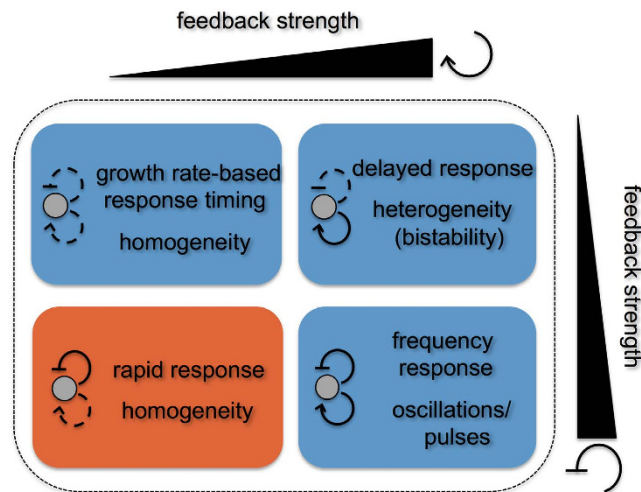 feedback strength
growth rate-based
response timing
homogeneity
delayed response
heterogeneity
(bistability)
rapid response
homogeneity
frequency
response
oscillations/
pulses
feedback strength